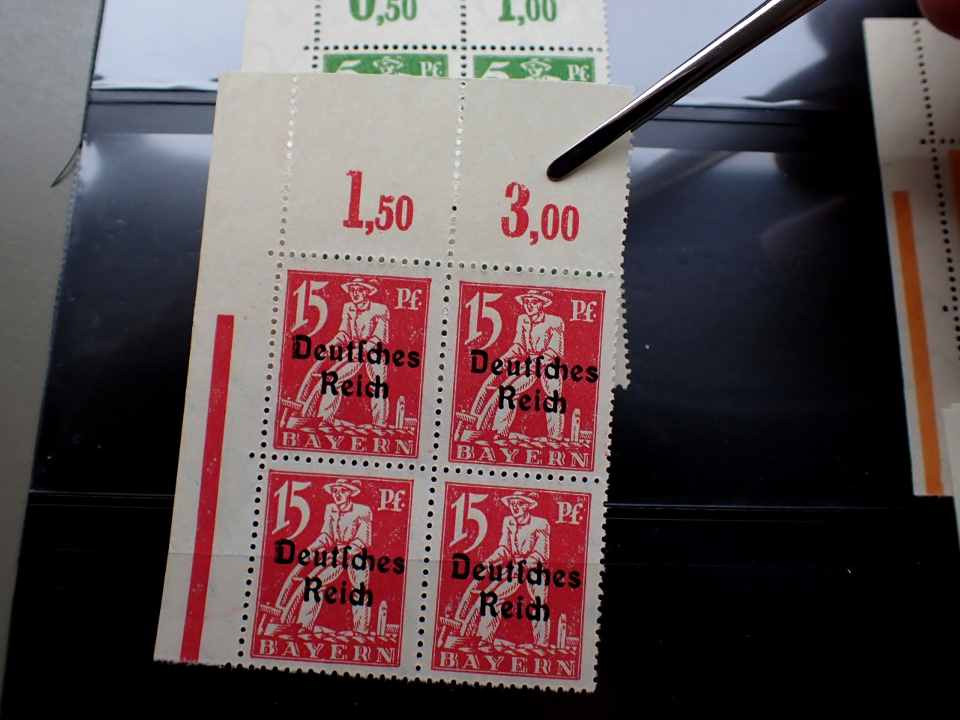 0,50 1,00
5 Pf. 5 Pf.
1,50 3,00
15 Pf. 15 Pf.
Deutſches Deutſches
Reich Reich
BAYERN BAYERN
15 Pf. 15 Pf.
Deutſches Deutſches
Reich Reich
BAYERN BAYERN